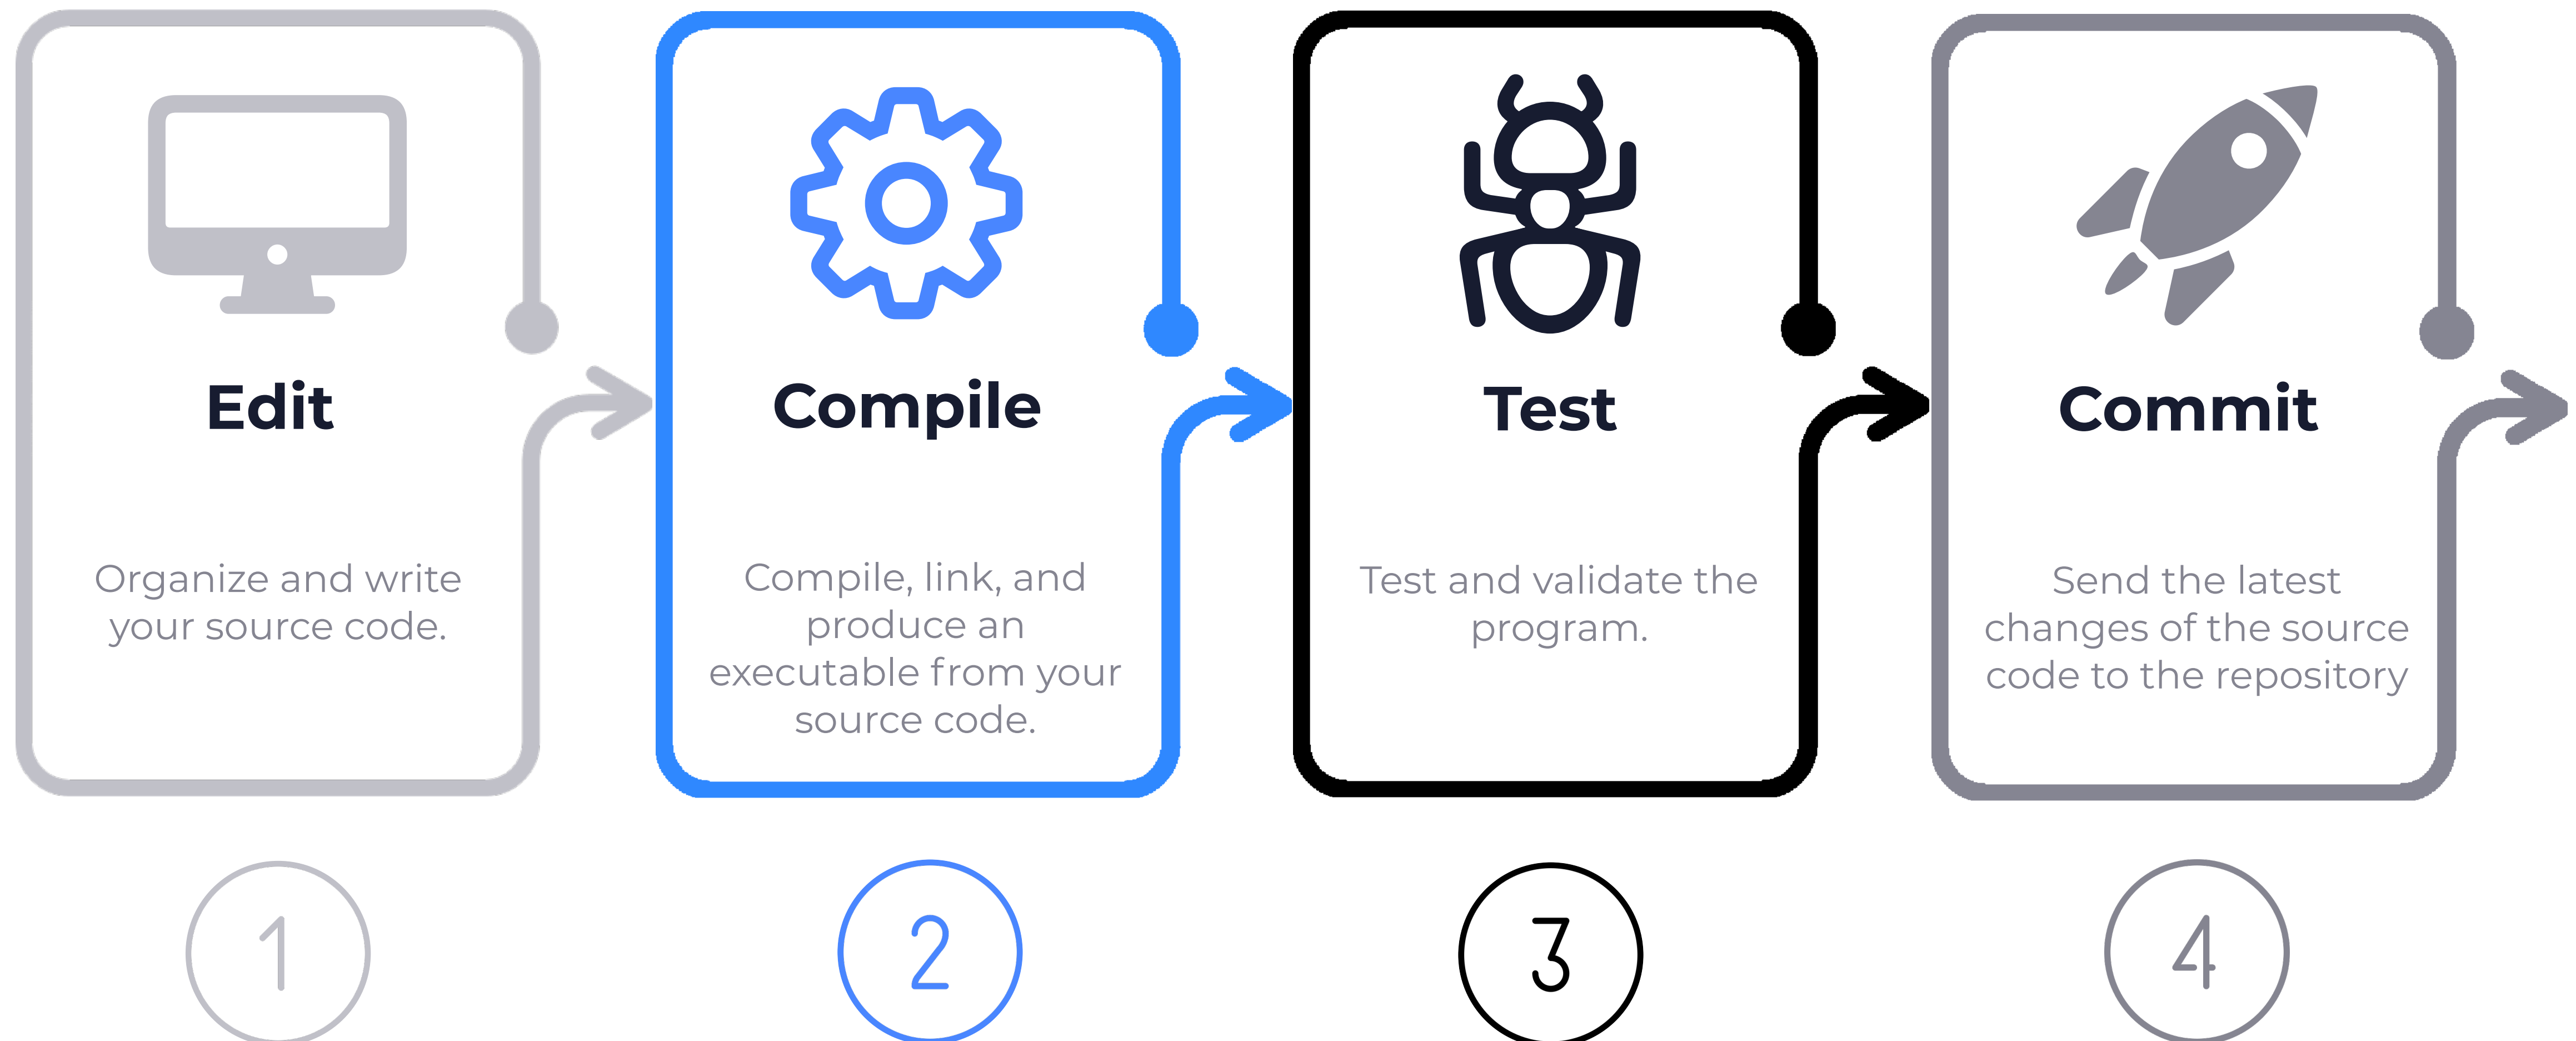 Edit
Organize and write
your source code.
1
Compile
Compile, link, and
produce an
executable from your
source code.
2
Test
Test and validate the
program.
3
Commit
Send the latest
changes of the source
code to the repository
4